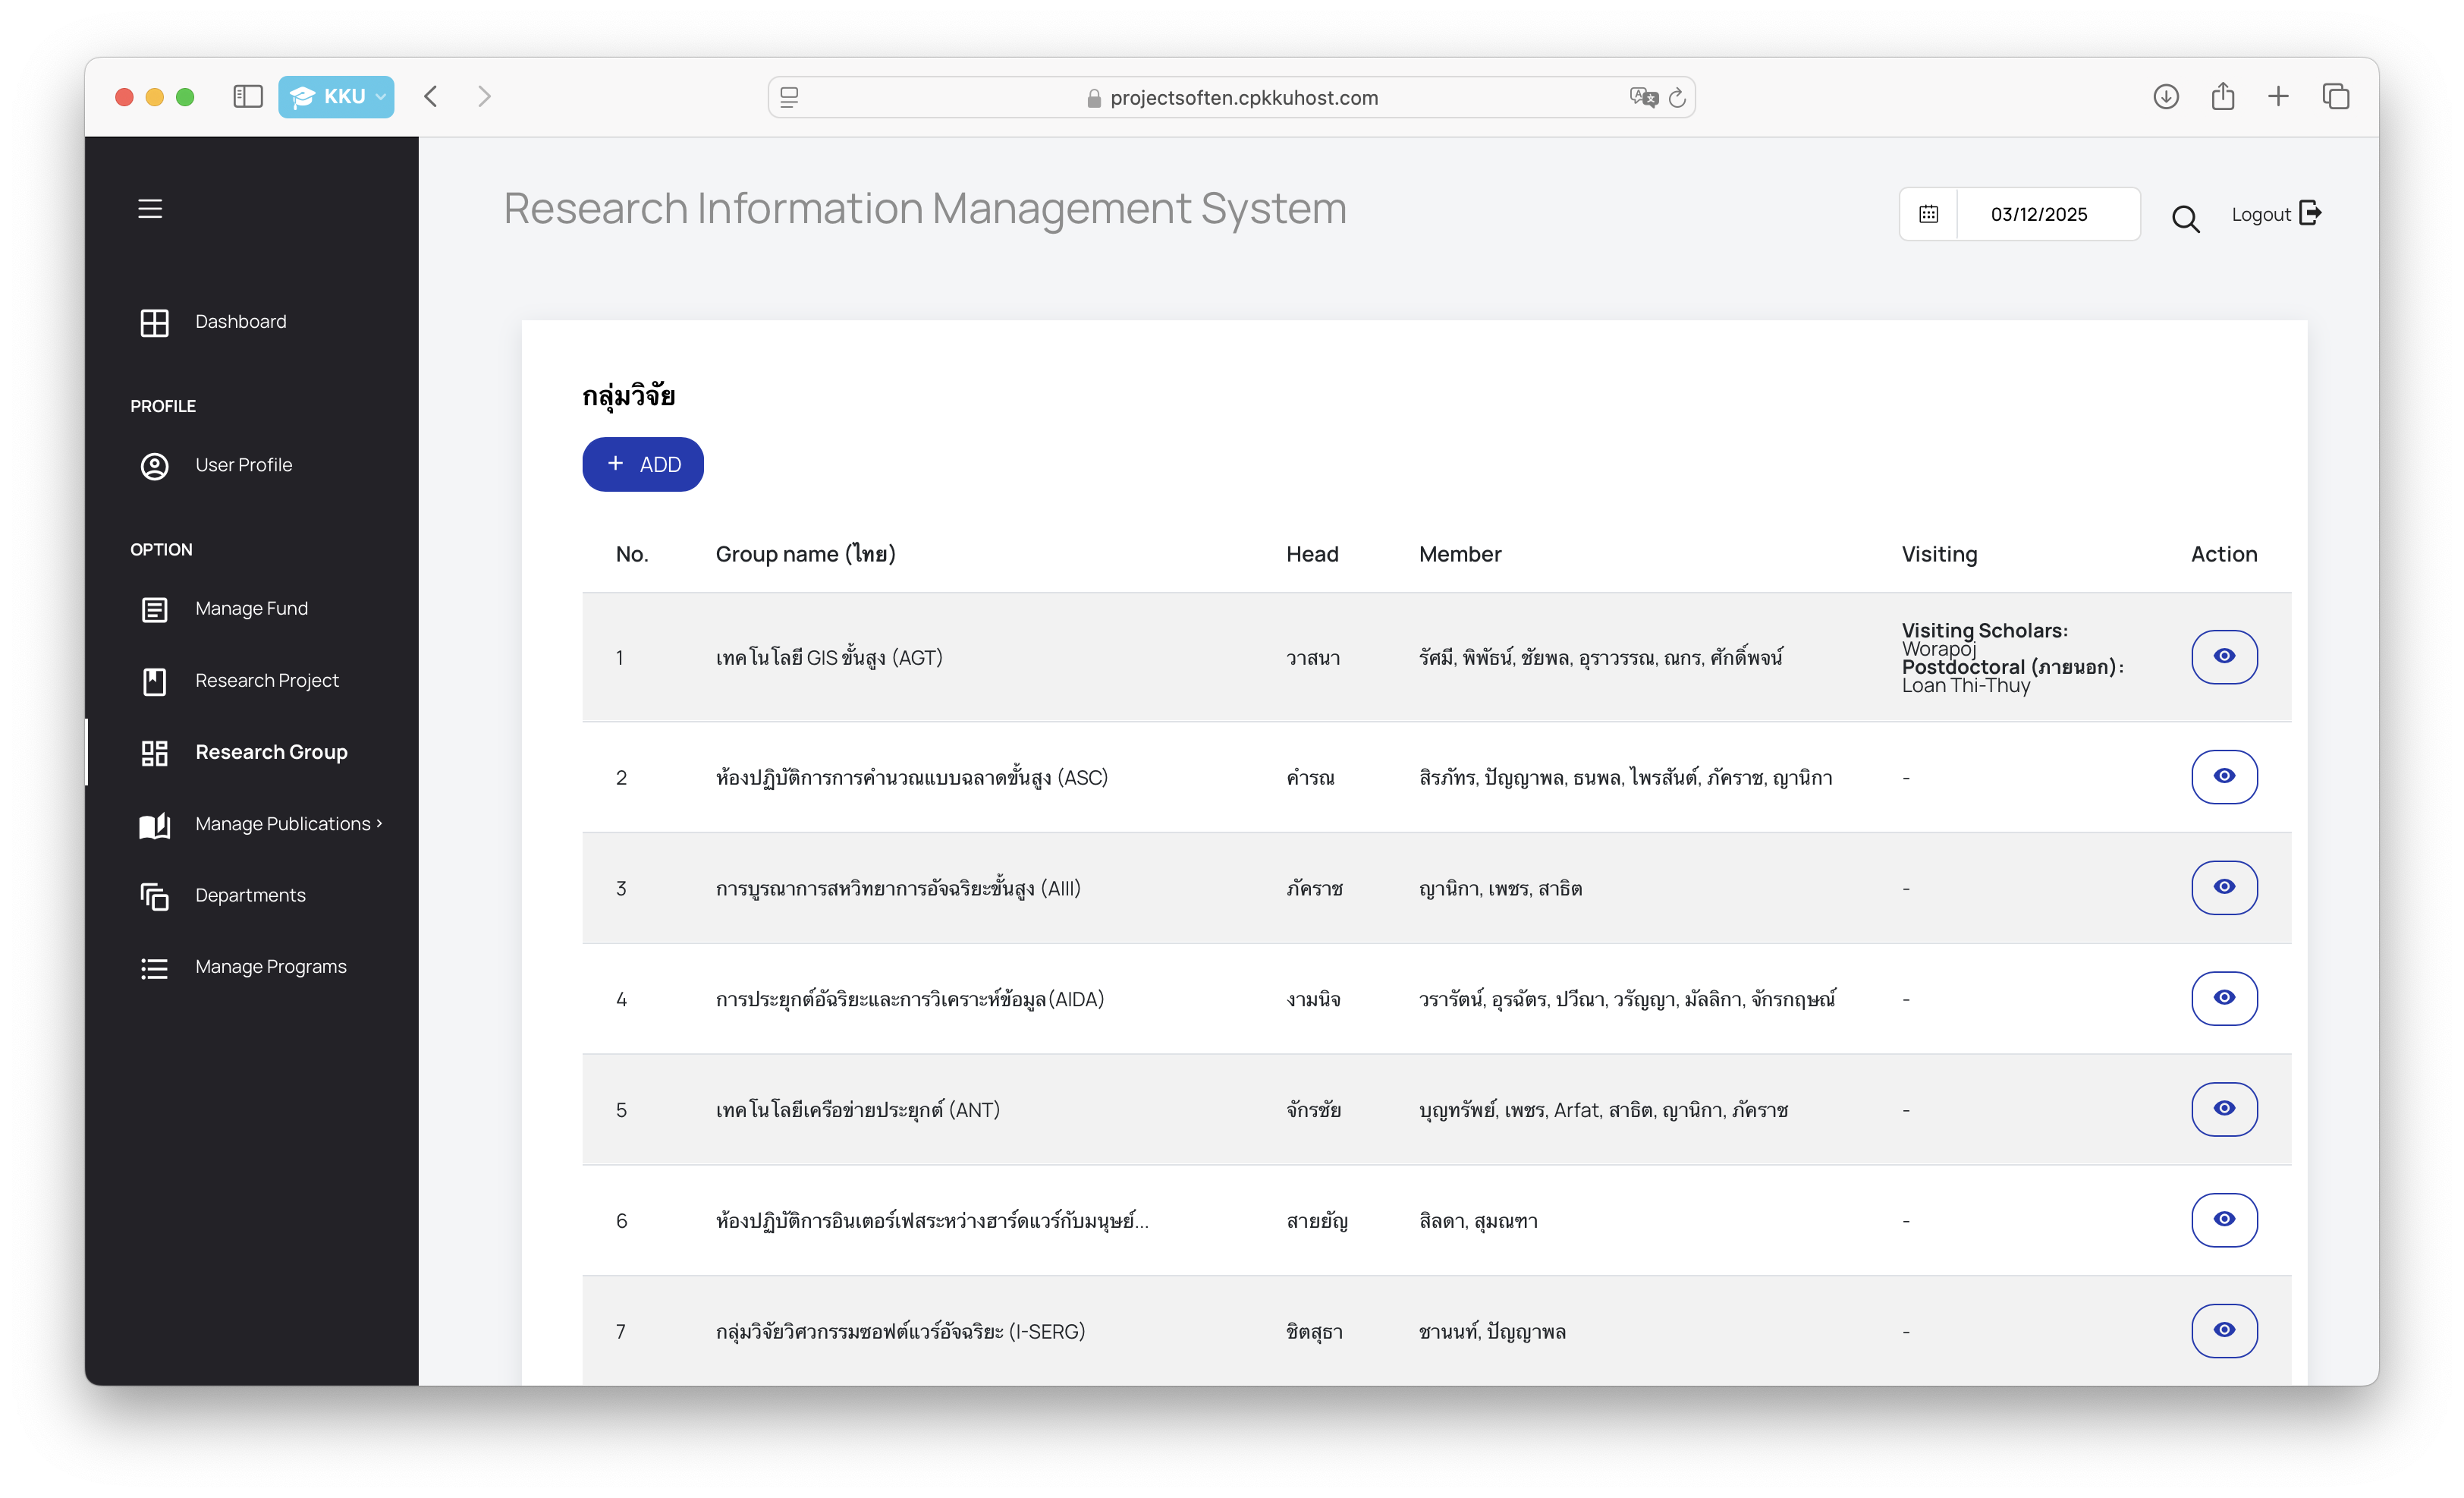 KKU
projectsoften.cpkkuhost.com
Research Information Management System
03/12/2025
Logout
Dashboard
PROFILE
User Profile
OPTION
Manage Fund
Research Project
Research Group
Manage Publications
Departments
Manage Programs
กลุ่มวิจัย
+ ADD
No. Group name (ไทย) Head Member Visiting Action
1 เทคโนโลยี GIS ขั้นสูง (AGT) วาสนา รัศมี, พิพัธน์, ชัยพล, อุราวรรณ, ณกร, ศักดิ์พจน์ Visiting Scholars:
Worapoj
Postdoctoral (ภายนอก):
Loan Thi-Thuy
2 ห้องปฏิบัติการการคำนวณแบบฉลาดขั้นสูง (ASC) คำรณ สิรภัทร, ปัญญาพล, ธนพล, ไพรสันต์, ภัคราช, ญานิกา -
3 การบูรณาการสหวิทยาการอัจฉริยะขั้นสูง (AIII) ภัคราช ญานิกา, เพชร, สาธิต -
4 การประยุกต์อัฉริยะและการวิเคราะห์ข้อมูล(AIDA) งามนิจ วรารัตน์, อุรฉัตร, ปวีณา, วรัญญา, มัลลิกา, จักรกฤษณ์ -
5 เทคโนโลยีเครือข่ายประยุกต์ (ANT) จักรชัย บุญทรัพย์, เพชร, Arfat, สาธิต, ญานิกา, ภัคราช -
6 ห้องปฏิบัติการอินเตอร์เฟสระหว่างฮาร์ดแวร์กับมนุษย์... สายยัญ สิลดา, สุมณฑา -
7 กลุ่มวิจัยวิศวกรรมซอฟต์แวร์อัจฉริยะ (I-SERG) ชิตสุธา ชานนท์, ปัญญาพล -